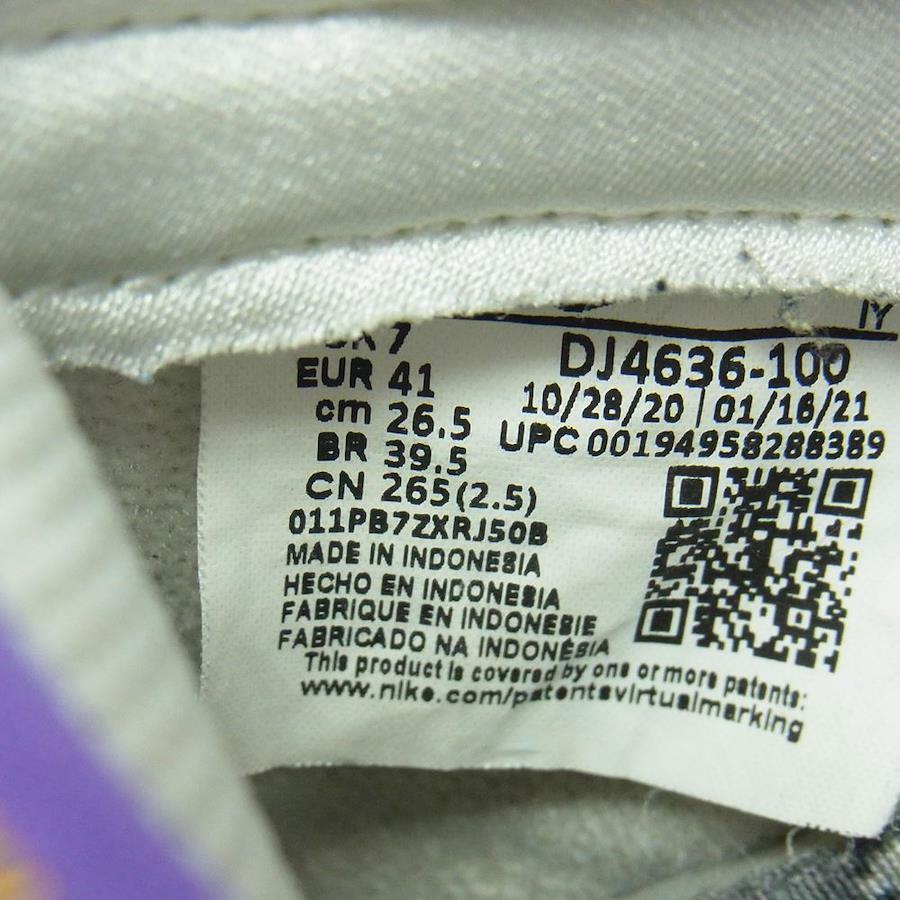 IY
7
EUR 41
cm 26.5
BR 39.5
CN 265(2.5)
DJ4636-100
10/28/20 | 01/16/21
UPC 00194958288389
011PB7ZXRJ50B
MADE IN INDONESIA
HECHO EN INDONESIA
FABRIQUE EN INDONESIE
FABRICADO NA INDONÉSIA
This product is covered by one or more patents:
www.nike.com/patentsvirtualmarking